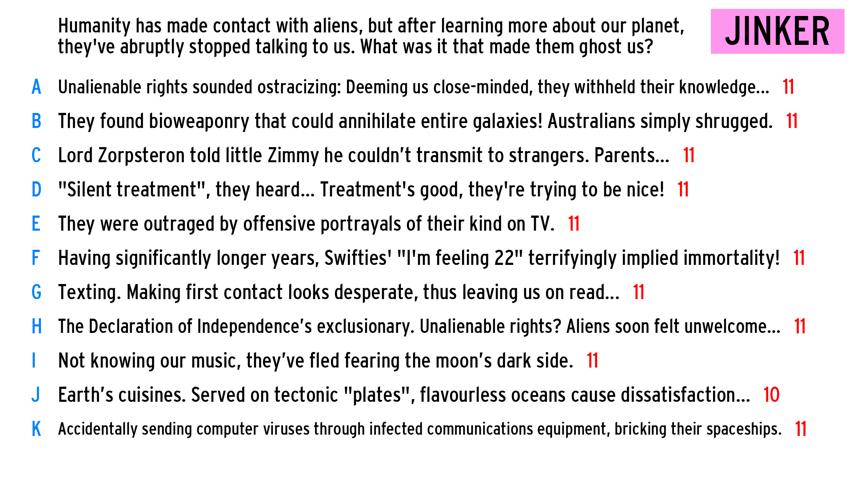 Humanity has made contact with aliens, but after learning more about our planet,
they've abruptly stopped talking to us. What was it that made them ghost us?
JINKER
A Unalienable rights sounded ostracizing: Deeming us close-minded, they withheld their knowledge... 11
B They found bioweaponry that could annihilate entire galaxies! Australians simply shrugged. 11
C Lord Zorpsteron told little Zimmy he couldn't transmit to strangers. Parents... 11
D "Silent treatment", they heard... Treatment's good, they're trying to be nice! 11
E They were outraged by offensive portrayals of their kind on TV. 11
F Having significantly longer years, Swifties' "I'm feeling 22" terrifyingly implied immortality! 11
G Texting. Making first contact looks desperate, thus leaving us on read... 11
H The Declaration of Independence's exclusionary. Unalienable rights? Aliens soon felt unwelcome... 11
I Not knowing our music, they've fled fearing the moon's dark side. 11
J Earth's cuisines. Served on tectonic "plates", flavourless oceans cause dissatisfaction... 10
K Accidentally sending computer viruses through infected communications equipment, bricking their spaceships. 11